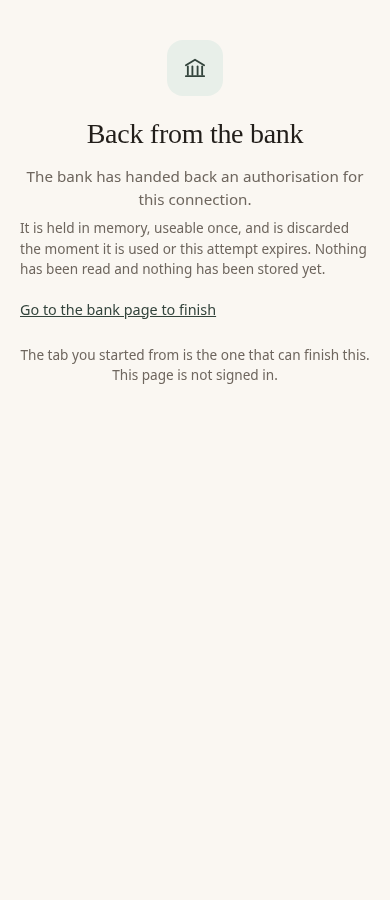 Back from the bank
The bank has handed back an authorisation for
this connection.
It is held in memory, useable once, and is discarded
the moment it is used or this attempt expires. Nothing
has been read and nothing has been stored yet.
Go to the bank page to finish
The tab you started from is the one that can finish this.
This page is not signed in.